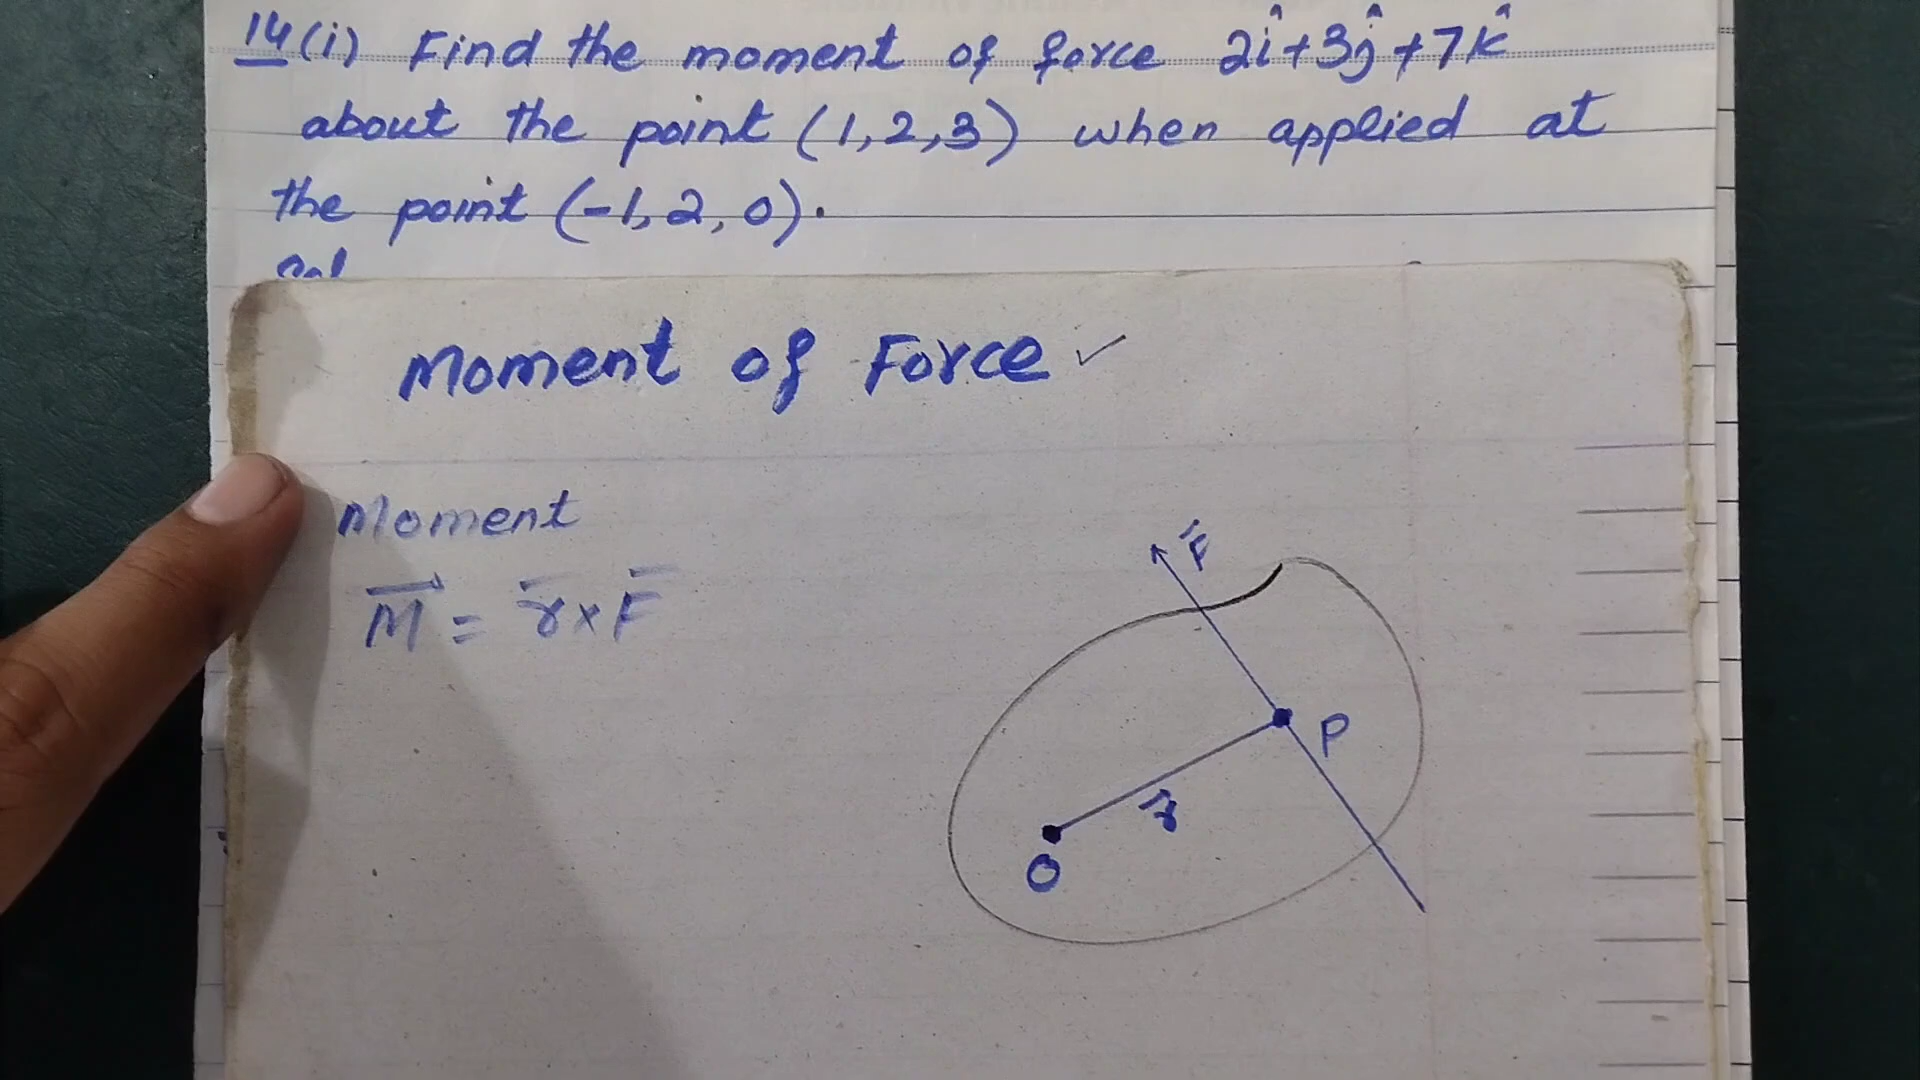 14(i) Find the moment of force 2î+3ĵ+7k̂
about the point (1,2,3) when applied at
the point (-1,2,0).
Moment of Force ✓
Moment
M⃗ = r̄×F̄
F⃗
P
r⃗
O